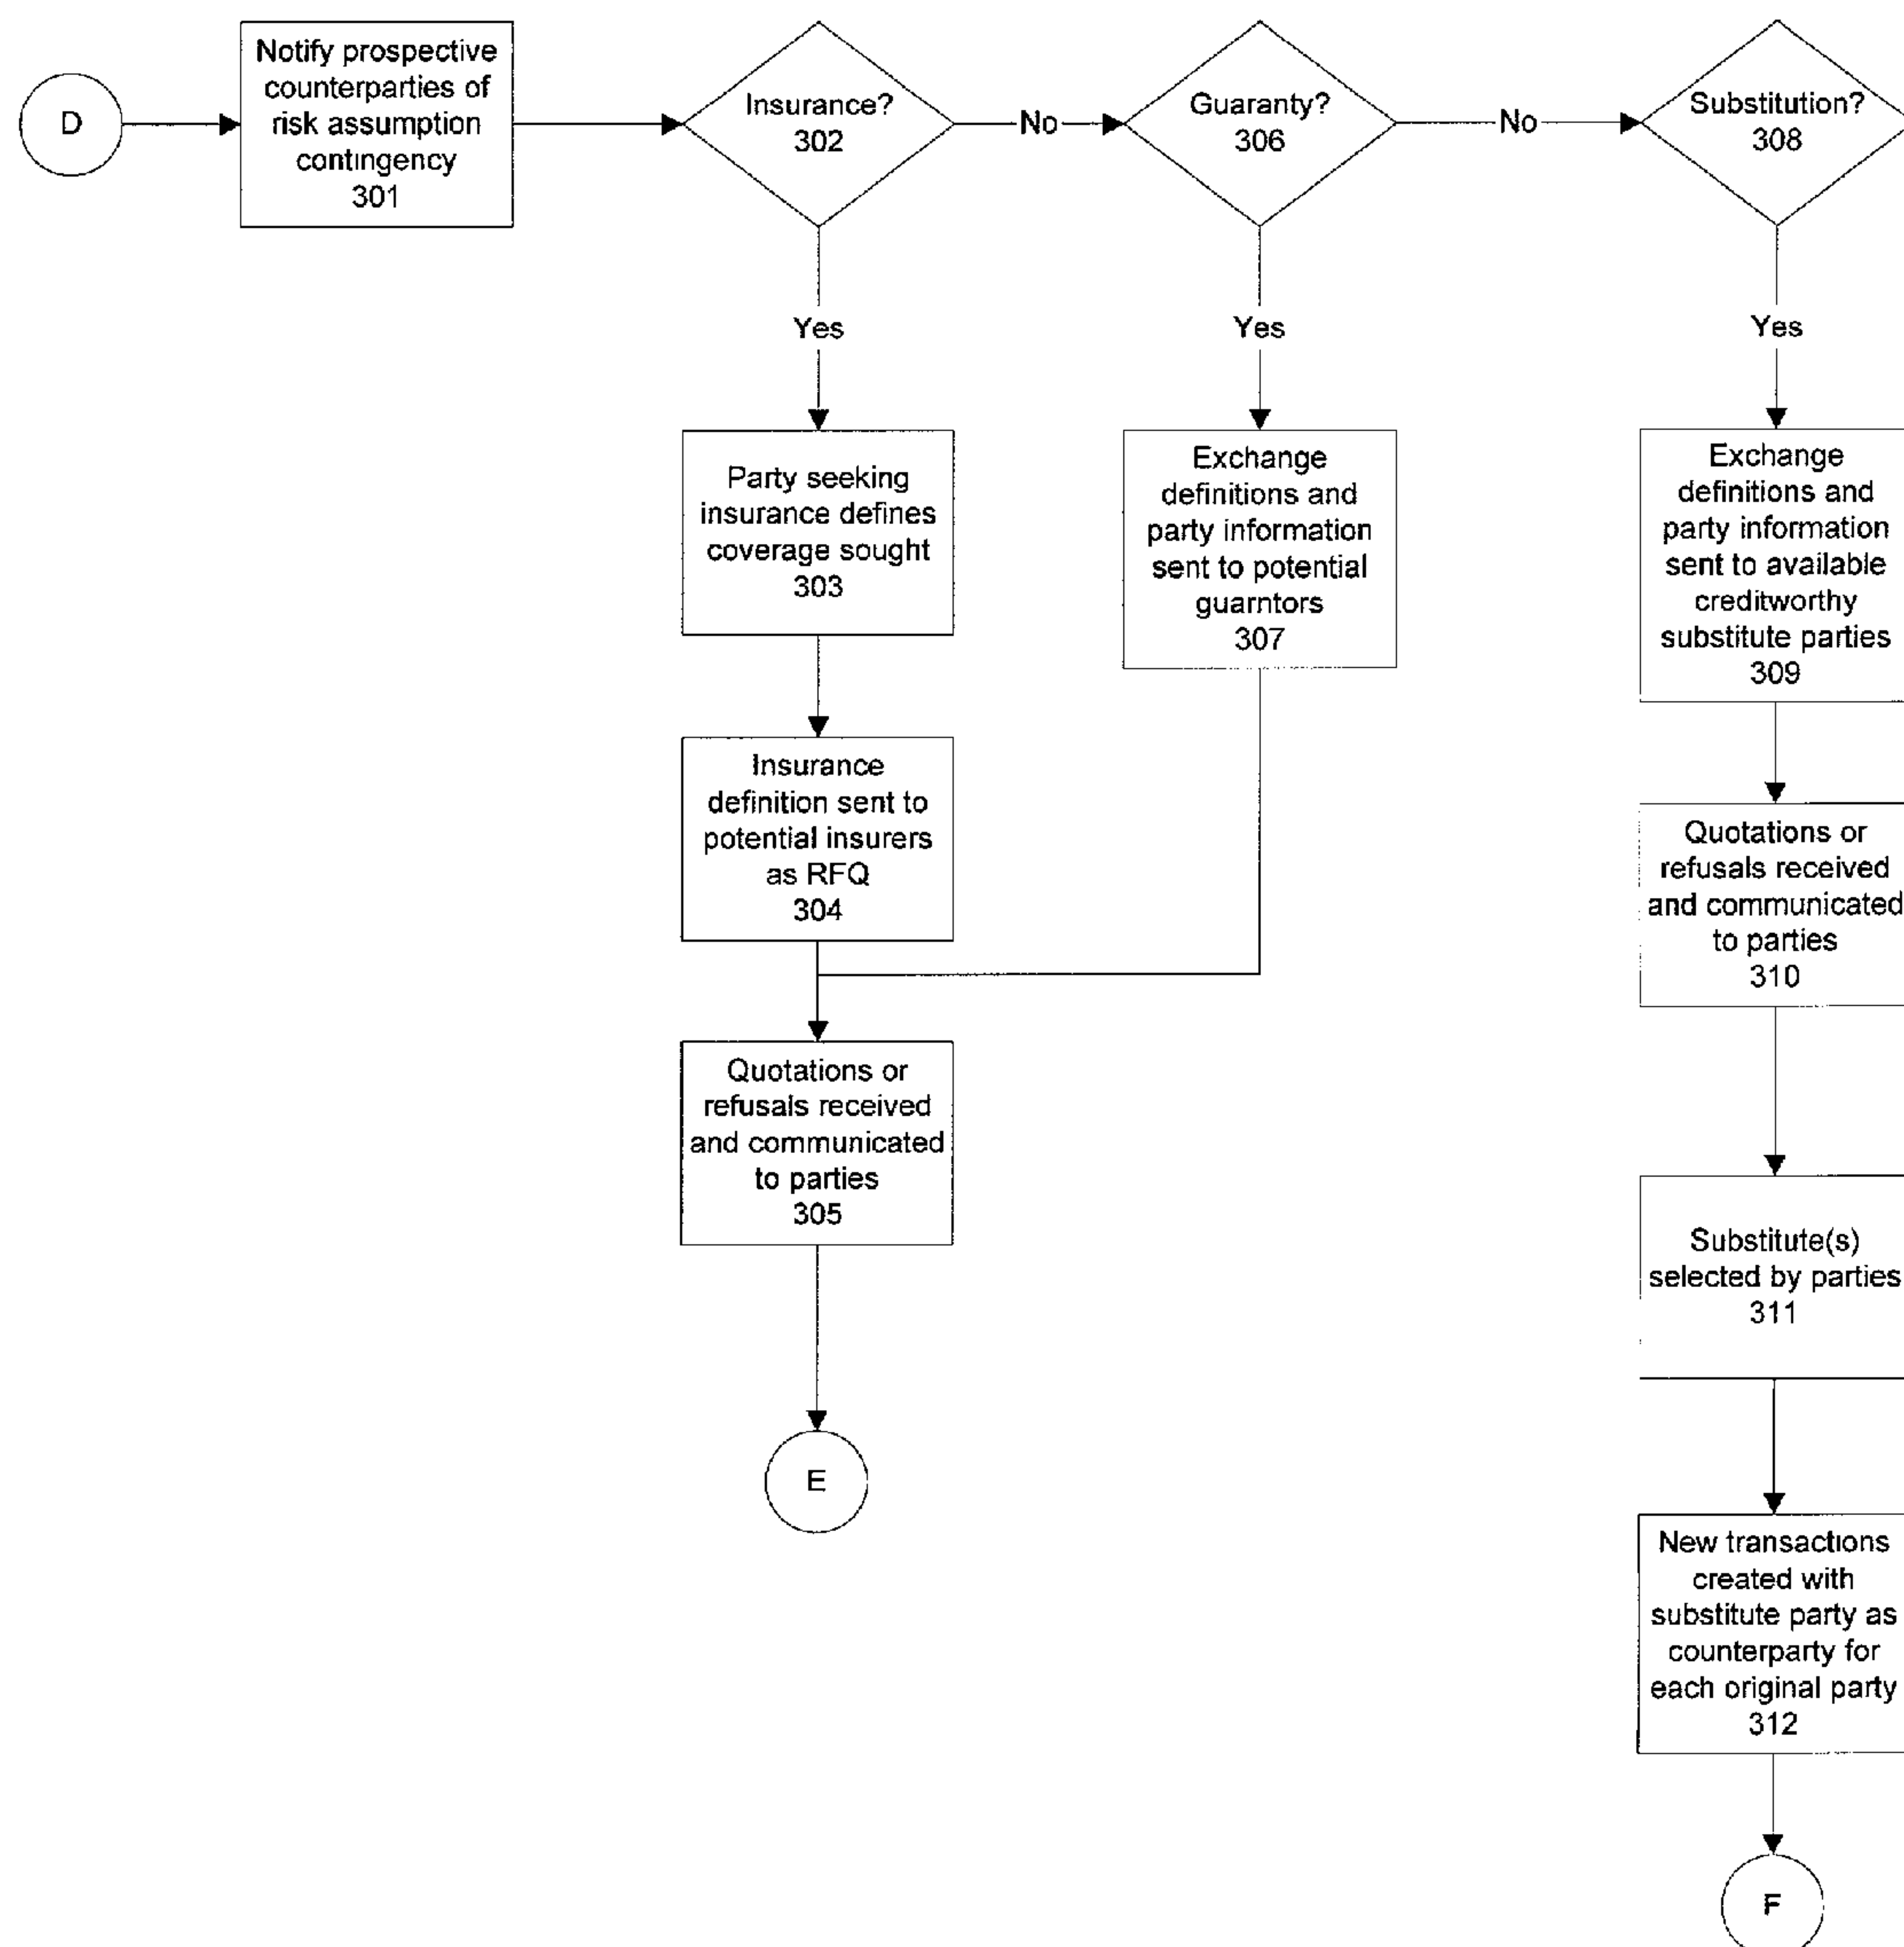 D
Notify prospective
counterparties of
risk assumption
contingency
301
Insurance?
302
No
Guaranty?
306
No
Substitution?
308
Yes
Yes
Yes
Party seeking
insurance defines
coverage sought
303
Exchange
definitions and
party information
sent to potential
guarntors
307
Exchange
definitions and
party information
sent to available
creditworthy
substitute parties
309
Insurance
definition sent to
potential insurers
as RFQ
304
Quotations or
refusals received
and communicated
to parties
310
Quotations or
refusals received
and communicated
to parties
305
Substitute(s)
selected by parties
311
E
New transactions
created with
substitute party as
counterparty for
each original party
312
F